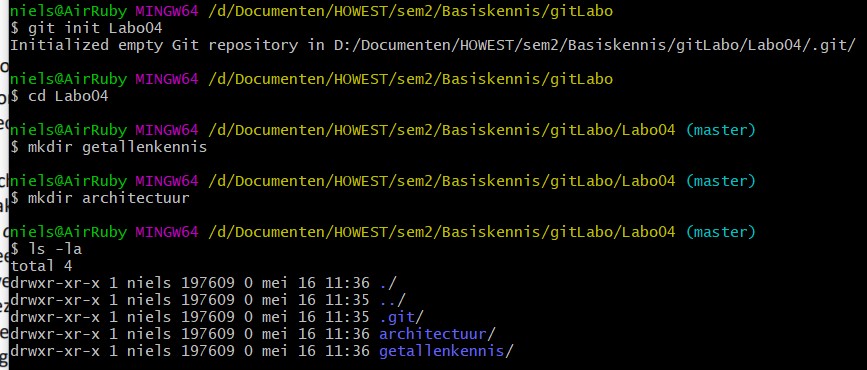 niels@AirRuby MINGW64 /d/Documenten/HOWEST/sem2/Basiskennis/gitLabo
$ git init Labo04
Initialized empty Git repository in D:/Documenten/HOWEST/sem2/Basiskennis/gitLabo/Labo04/.git/
niels@AirRuby MINGW64 /d/Documenten/HOWEST/sem2/Basiskennis/gitLabo
$ cd Labo04
niels@AirRuby MINGW64 /d/Documenten/HOWEST/sem2/Basiskennis/gitLabo/Labo04 (master)
$ mkdir getallenkennis
niels@AirRuby MINGW64 /d/Documenten/HOWEST/sem2/Basiskennis/gitLabo/Labo04 (master)
$ mkdir architectuur
niels@AirRuby MINGW64 /d/Documenten/HOWEST/sem2/Basiskennis/gitLabo/Labo04 (master)
$ ls -la
total 4
drwxr-xr-x 1 niels 197609 0 mei 16 11:36 ./
drwxr-xr-x 1 niels 197609 0 mei 16 11:35 ../
drwxr-xr-x 1 niels 197609 0 mei 16 11:35 .git/
drwxr-xr-x 1 niels 197609 0 mei 16 11:36 architectuur/
drwxr-xr-x 1 niels 197609 0 mei 16 11:36 getallenkennis/